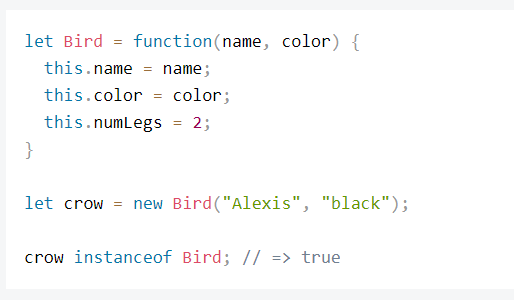 let Bird = function(name, color) {
  this.name = name;
  this.color = color;
  this.numLegs = 2;
}
let crow = new Bird("Alexis", "black");
crow instanceof Bird; // => true